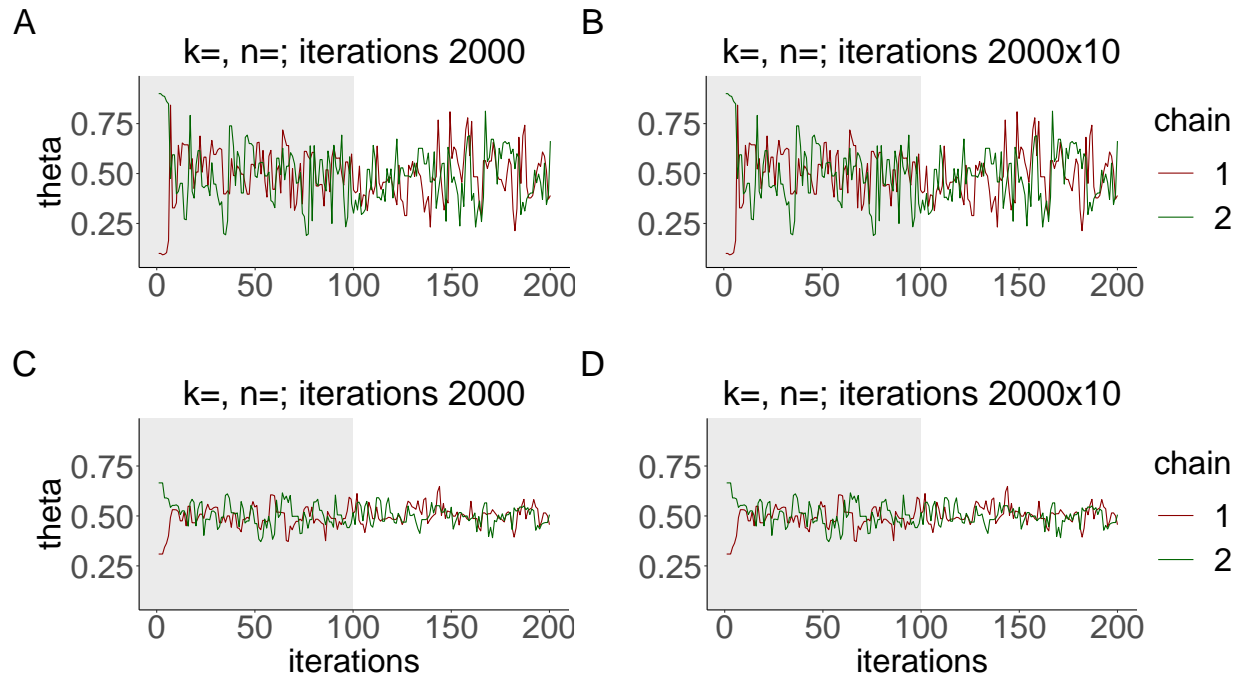 A
k=, n=; iterations 2000
theta
0.75
0.50
0.25
0 50 100 150 200
B
k=, n=; iterations 2000x10
0.75
0.50
0.25
0 50 100 150 200
chain
1
2
C
k=, n=; iterations 2000
theta
0.75
0.50
0.25
0 50 100 150 200
iterations
D
k=, n=; iterations 2000x10
0.75
0.50
0.25
0 50 100 150 200
iterations
chain
1
2